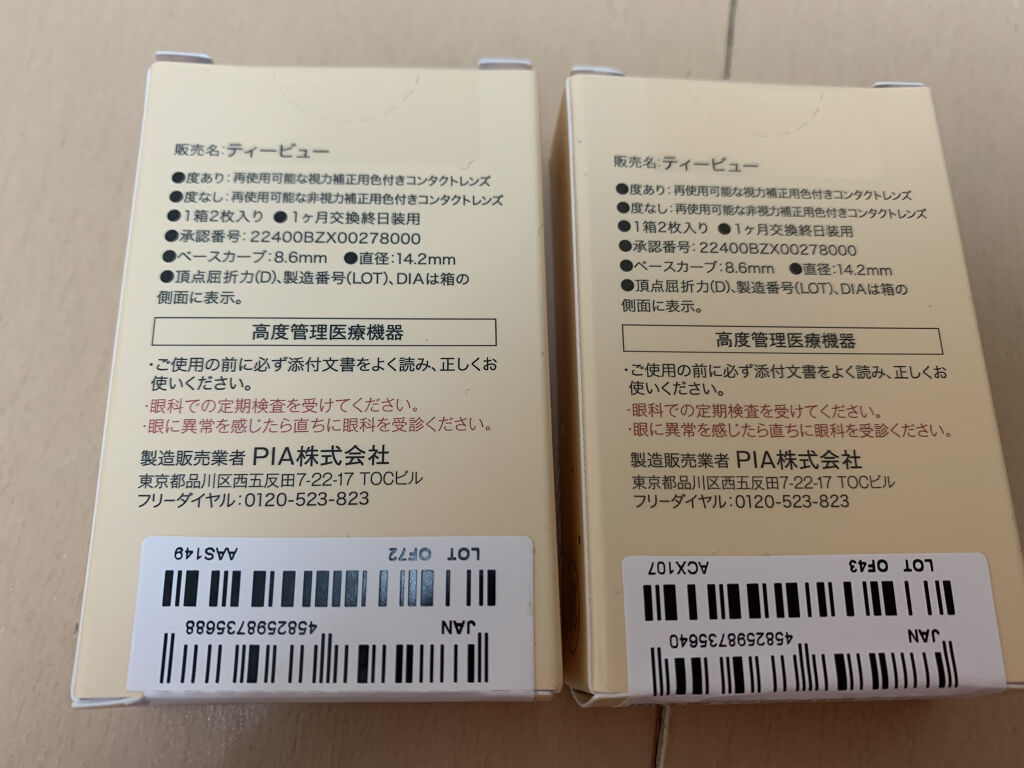 販売名:ティービュー
●度あり:再使用可能な視力補正用色付きコンタクトレンズ
●度なし:再使用可能な非視力補正用色付きコンタクトレンズ
●1箱2枚入り ●1ヶ月交換終日装用
●承認番号:22400BZX00278000
●ベースカーブ:8.6mm ●直径:14.2mm
●頂点屈折力(D)、製造番号(LOT)、DIAは箱の
側面に表示。
高度管理医療機器
・ご使用の前に必ず添付文書をよく読み、正しくお
使いください。
・眼科での定期検査を受けてください。
・眼に異常を感じたら直ちに眼科を受診ください。
製造販売業者 PIA株式会社
東京都品川区西五反田7-22-17 TOCビル
フリーダイヤル:0120-523-823
JAN 4582598735688
LOT OF72 AAS149
販売名:ティービュー
●度あり:再使用可能な視力補正用色付きコンタクトレンズ
●度なし:再使用可能な非視力補正用色付きコンタクトレンズ
●1箱2枚入り ●1ヶ月交換終日装用
●承認番号:22400BZX00278000
●ベースカーブ:8.6mm ●直径:14.2mm
●頂点屈折力(D)、製造番号(LOT)、DIAは箱の
側面に表示。
高度管理医療機器
・ご使用の前に必ず添付文書をよく読み、正しくお
使いください。
・眼科での定期検査を受けてください。
・眼に異常を感じたら直ちに眼科を受診ください。
製造販売業者 PIA株式会社
東京都品川区西五反田7-22-17 TOCビル
フリーダイヤル:0120-523-823
JAN 4582598735640
LOT OF43 ACX107